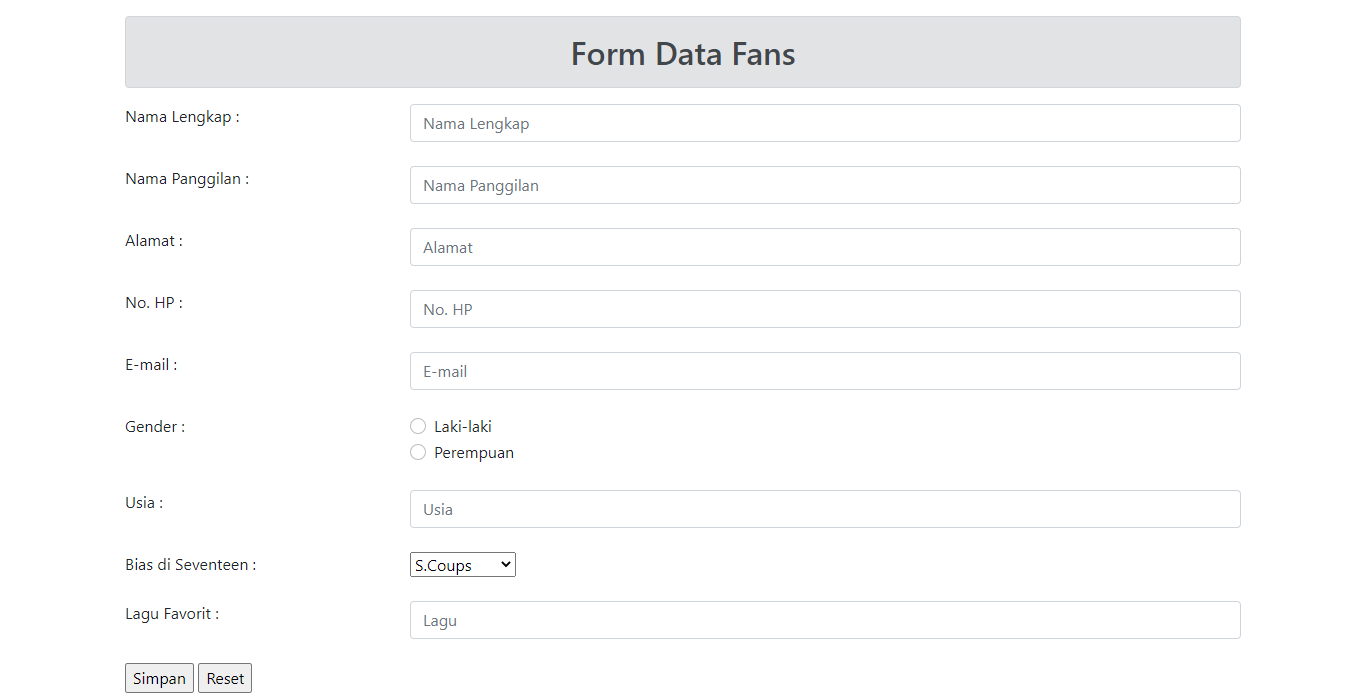 Form Data Fans
Nama Lengkap : Nama Lengkap
Nama Panggilan : Nama Panggilan
Alamat : Alamat
No. HP : No. HP
E-mail : E-mail
Gender : Laki-laki
Perempuan
Usia : Usia
Bias di Seventeen : S.Coups
Lagu Favorit : Lagu
Simpan Reset